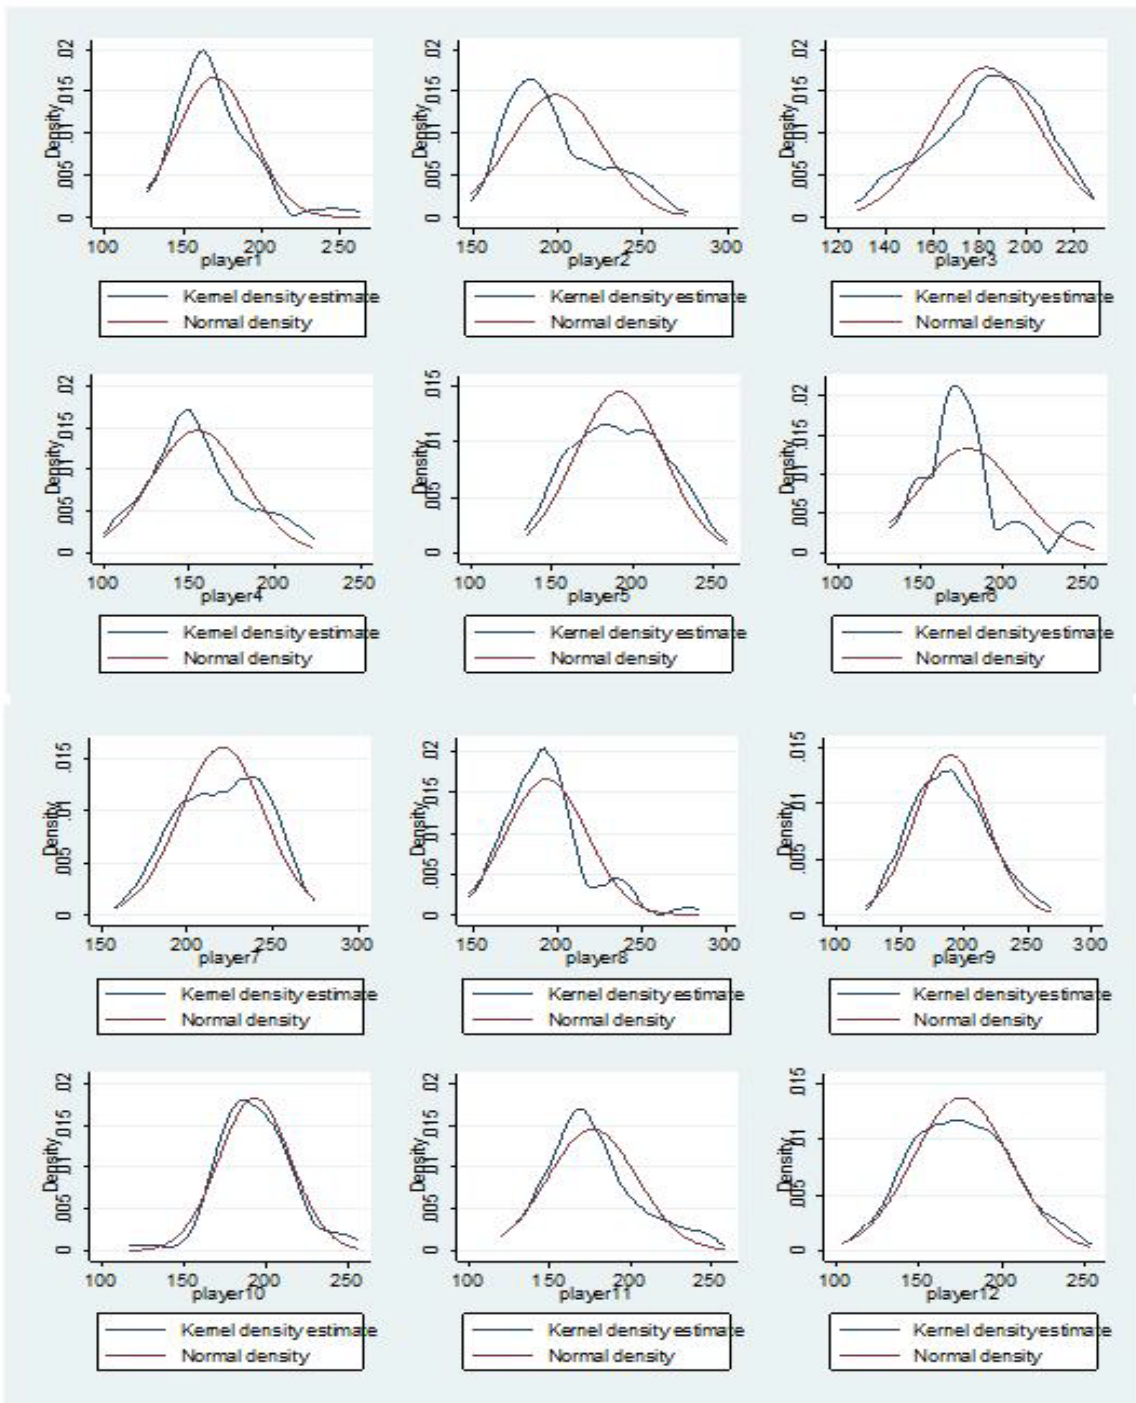 Density
0 .005 .01 .015 .02
100 150 200 250
player1
Kernel density estimate
Normal density
Density
0 .005 .01 .015 .02
150 200 250 300
player2
Kernel density estimate
Normal density
Density
0 .005 .01 .015 .02
120 140 160 180 200 220
player3
Kernel density estimate
Normal density
Density
0 .005 .01 .015 .02
100 150 200 250
player4
Kernel density estimate
Normal density
Density
0 .005 .01 .015
100 150 200 250
player5
Kernel density estimate
Normal density
Density
0 .005 .01 .015 .02
100 150 200 250
player6
Kernel density estimate
Normal density
Density
0 .005 .01 .015
150 200 250 300
player7
Kernel density estimate
Normal density
Density
0 .005 .01 .015 .02
150 200 250 300
player8
Kernel density estimate
Normal density
Density
0 .005 .01 .015
100 150 200 250 300
player9
Kernel density estimate
Normal density
Density
0 .005 .01 .015 .02
100 150 200 250
player10
Kernel density estimate
Normal density
Density
0 .005 .01 .015 .02
100 150 200 250
player11
Kernel density estimate
Normal density
Density
0 .005 .01 .015
100 150 200 250
player12
Kernel density estimate
Normal density